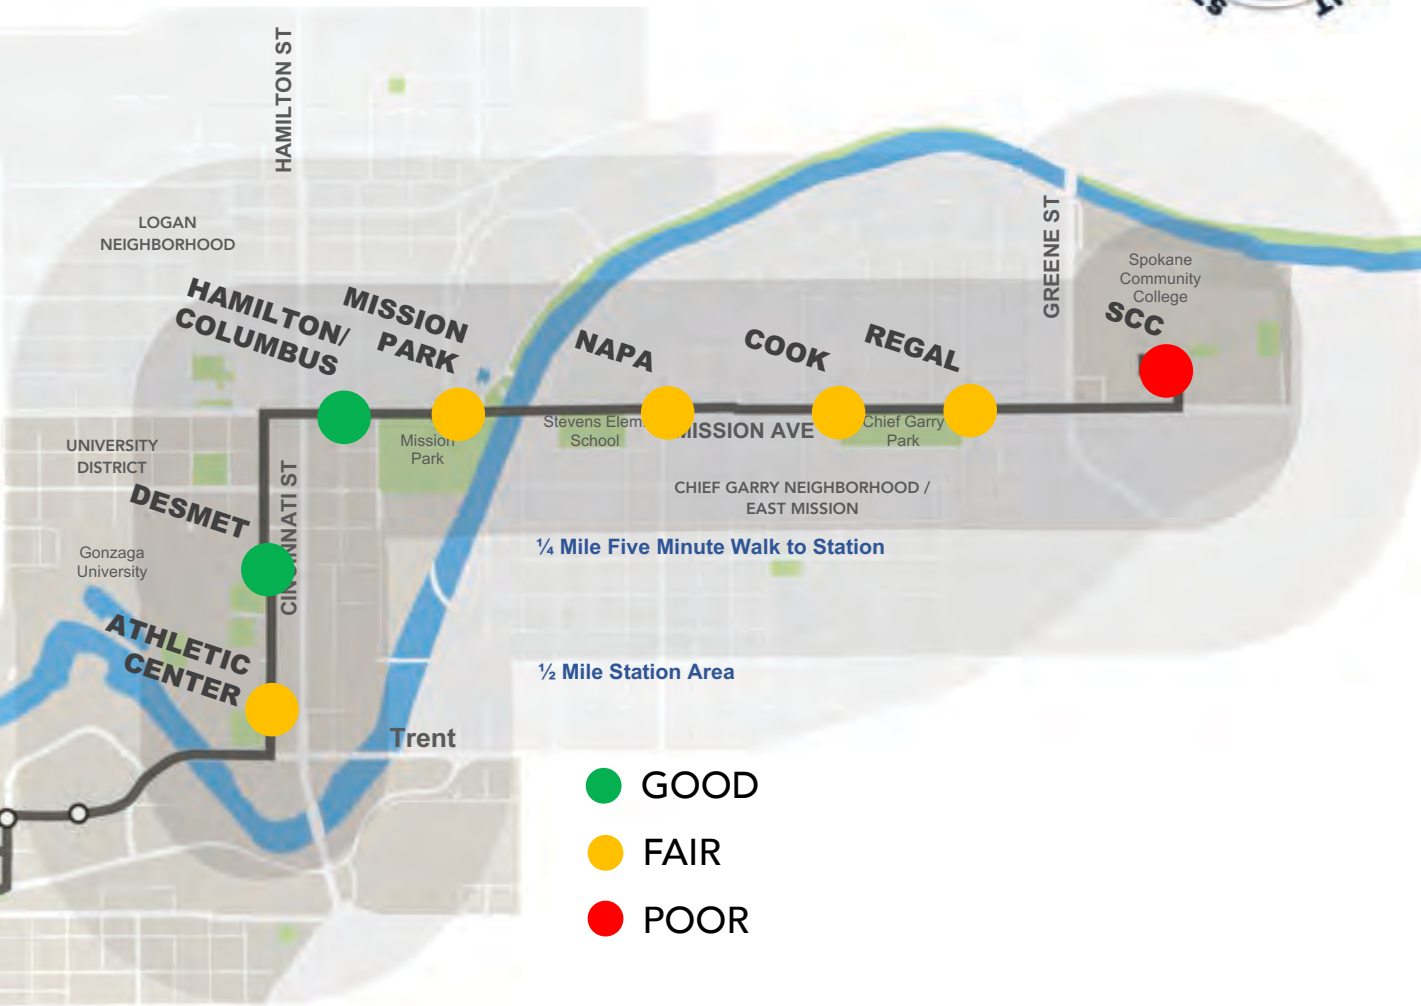 HAMILTON ST
LOGAN
NEIGHBORHOOD
GREENE ST
Spokane
Community
College
SCC
HAMILTON/
COLUMBUS
MISSION
PARK
NAPA
COOK
REGAL
Mission
Park
Stevens Elem.
School
MISSION AVE
Chief Garry
Park
UNIVERSITY
DISTRICT
DESMET
CINCINNATI ST
CHIEF GARRY NEIGHBORHOOD /
EAST MISSION
Gonzaga
University
¼ Mile Five Minute Walk to Station
ATHLETIC
CENTER
½ Mile Station Area
Trent
GOOD
FAIR
POOR